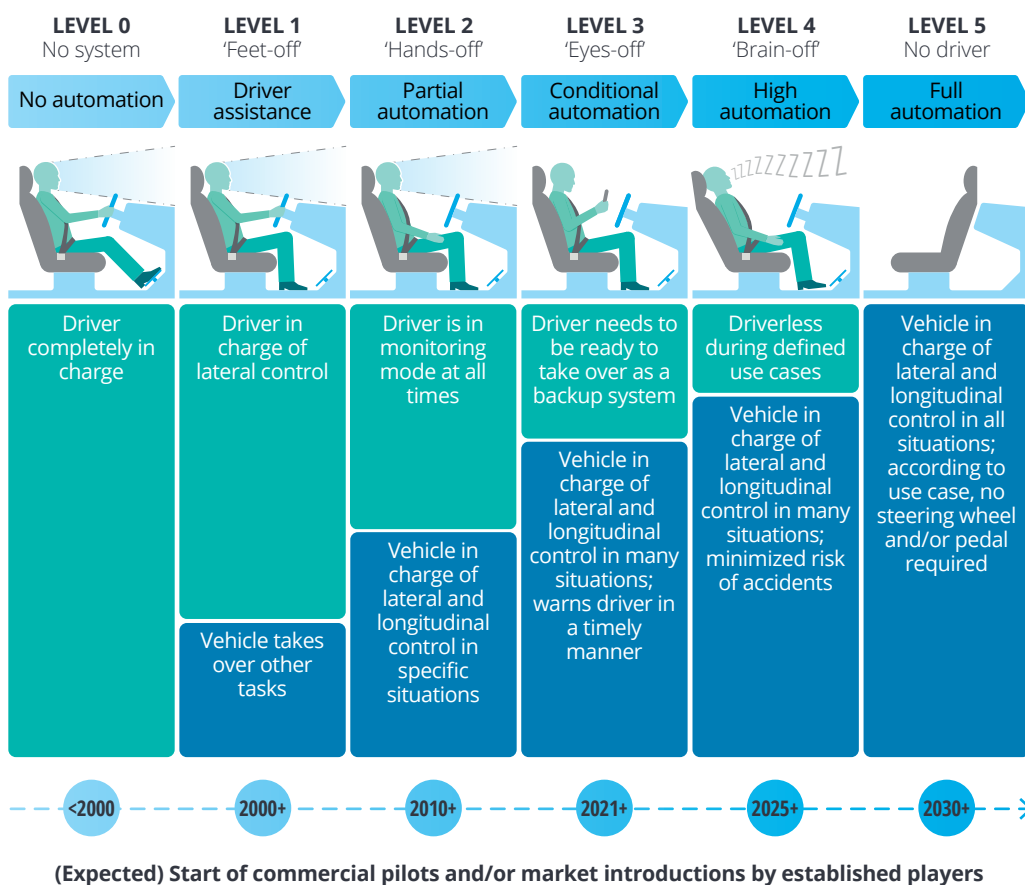 LEVEL 0
No system
LEVEL 1
‘Feet-off’
LEVEL 2
‘Hands-off’
LEVEL 3
‘Eyes-off’
LEVEL 4
‘Brain-off’
LEVEL 5
No driver
No automation
Driver
assistance
Partial
automation
Conditional
automation
High
automation
Full
automation
ZZZZZZZZZZ
Driver
completely in
charge
Driver in
charge of
lateral control
Vehicle takes
over other
tasks
Driver is in
monitoring
mode at all
times
Vehicle in
charge of
lateral and
longitudinal
control in
specific
situations
Driver needs to
be ready to
take over as a
backup system
Vehicle in
charge of
lateral and
longitudinal
control in many
situations;
warns driver in
a timely
manner
Driverless
during defined
use cases
Vehicle in
charge of
lateral and
longitudinal
control in many
situations;
minimized risk
of accidents
Vehicle in
charge of
lateral and
longitudinal
control in all
situations;
according to
use case, no
steering wheel
and/or pedal
required
<2000
2000+
2010+
2021+
2025+
2030+
(Expected) Start of commercial pilots and/or market introductions by established players